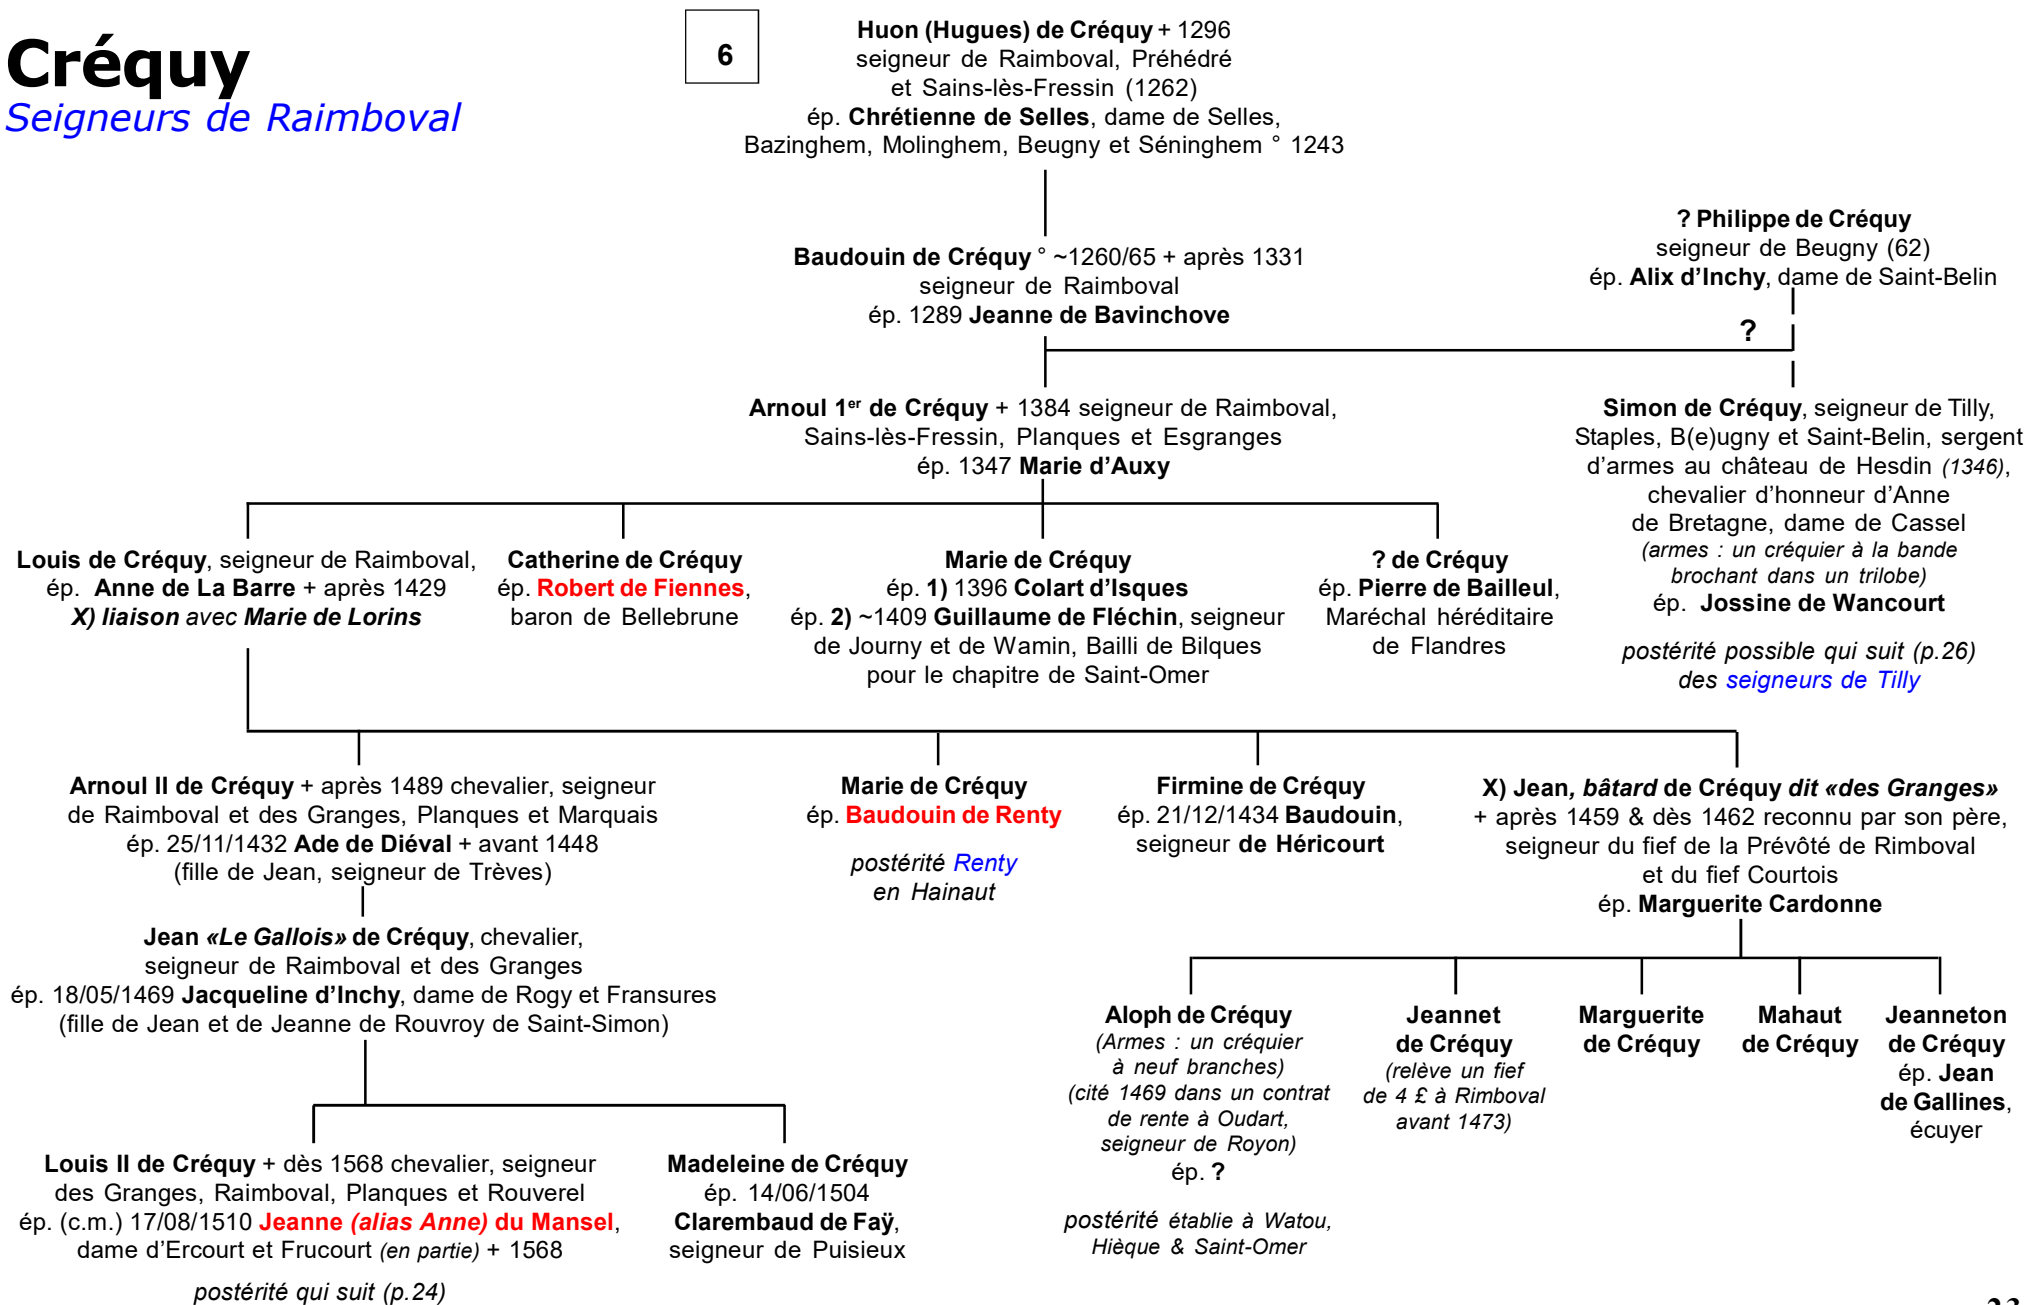 Créquy
Seigneurs de Raimboval
6
Huon (Hugues) de Créquy + 1296
seigneur de Raimboval, Préhédré
et Sains-lès-Fressin (1262)
ép. Chrétienne de Selles, dame de Selles,
Bazinghem, Molinghem, Beugny et Séninghem ° 1243
Baudouin de Créquy ° ~1260/65 + après 1331
seigneur de Raimboval
ép. 1289 Jeanne de Bavinchove
? Philippe de Créquy
seigneur de Beugny (62)
ép. Alix d’Inchy, dame de Saint-Belin
?
Arnoul 1er de Créquy + 1384 seigneur de Raimboval,
Sains-lès-Fressin, Planques et Esgranges
ép. 1347 Marie d’Auxy
Simon de Créquy, seigneur de Tilly,
Staples, B(e)ugny et Saint-Belin, sergent
d’armes au château de Hesdin (1346),
chevalier d’honneur d’Anne
de Bretagne, dame de Cassel
(armes : un créquier à la bande
brochant dans un trilobe)
ép. Jossine de Wancourt
postérité possible qui suit (p.26)
des seigneurs de Tilly
Louis de Créquy, seigneur de Raimboval,
ép. Anne de La Barre + après 1429
X) liaison avec Marie de Lorins
Catherine de Créquy
ép. Robert de Fiennes,
baron de Bellebrune
Marie de Créquy
ép. 1) 1396 Colart d’Isques
ép. 2) ~1409 Guillaume de Fléchin, seigneur
de Journy et de Wamin, Bailli de Bilques
pour le chapitre de Saint-Omer
? de Créquy
ép. Pierre de Bailleul,
Maréchal héréditaire
de Flandres
Arnoul II de Créquy + après 1489 chevalier, seigneur
de Raimboval et des Granges, Planques et Marquais
ép. 25/11/1432 Ade de Diéval + avant 1448
(fille de Jean, seigneur de Trèves)
Marie de Créquy
ép. Baudouin de Renty
postérité Renty
en Hainaut
Firmine de Créquy
ép. 21/12/1434 Baudouin,
seigneur de Héricourt
X) Jean, bâtard de Créquy dit «des Granges»
+ après 1459 & dès 1462 reconnu par son père,
seigneur du fief de la Prévôté de Rimboval
et du fief Courtois
ép. Marguerite Cardonne
Jean «Le Gallois» de Créquy, chevalier,
seigneur de Raimboval et des Granges
ép. 18/05/1469 Jacqueline d’Inchy, dame de Rogy et Fransures
(fille de Jean et de Jeanne de Rouvroy de Saint-Simon)
Aloph de Créquy
(Armes : un créquier
à neuf branches)
(cité 1469 dans un contrat
de rente à Oudart,
seigneur de Royon)
ép. ?
postérité établie à Watou,
Hièque & Saint-Omer
Jeannet
de Créquy
(relève un fief
de 4 £ à Rimboval
avant 1473)
Marguerite
de Créquy
Mahaut
de Créquy
Jeanneton
de Créquy
ép. Jean
de Gallines,
écuyer
Louis II de Créquy + dès 1568 chevalier, seigneur
des Granges, Raimboval, Planques et Rouverel
ép. (c.m.) 17/08/1510 Jeanne (alias Anne) du Mansel,
dame d’Ercourt et Frucourt (en partie) + 1568
postérité qui suit (p.24)
Madeleine de Créquy
ép. 14/06/1504
Clarembaud de Faÿ,
seigneur de Puisieux
23